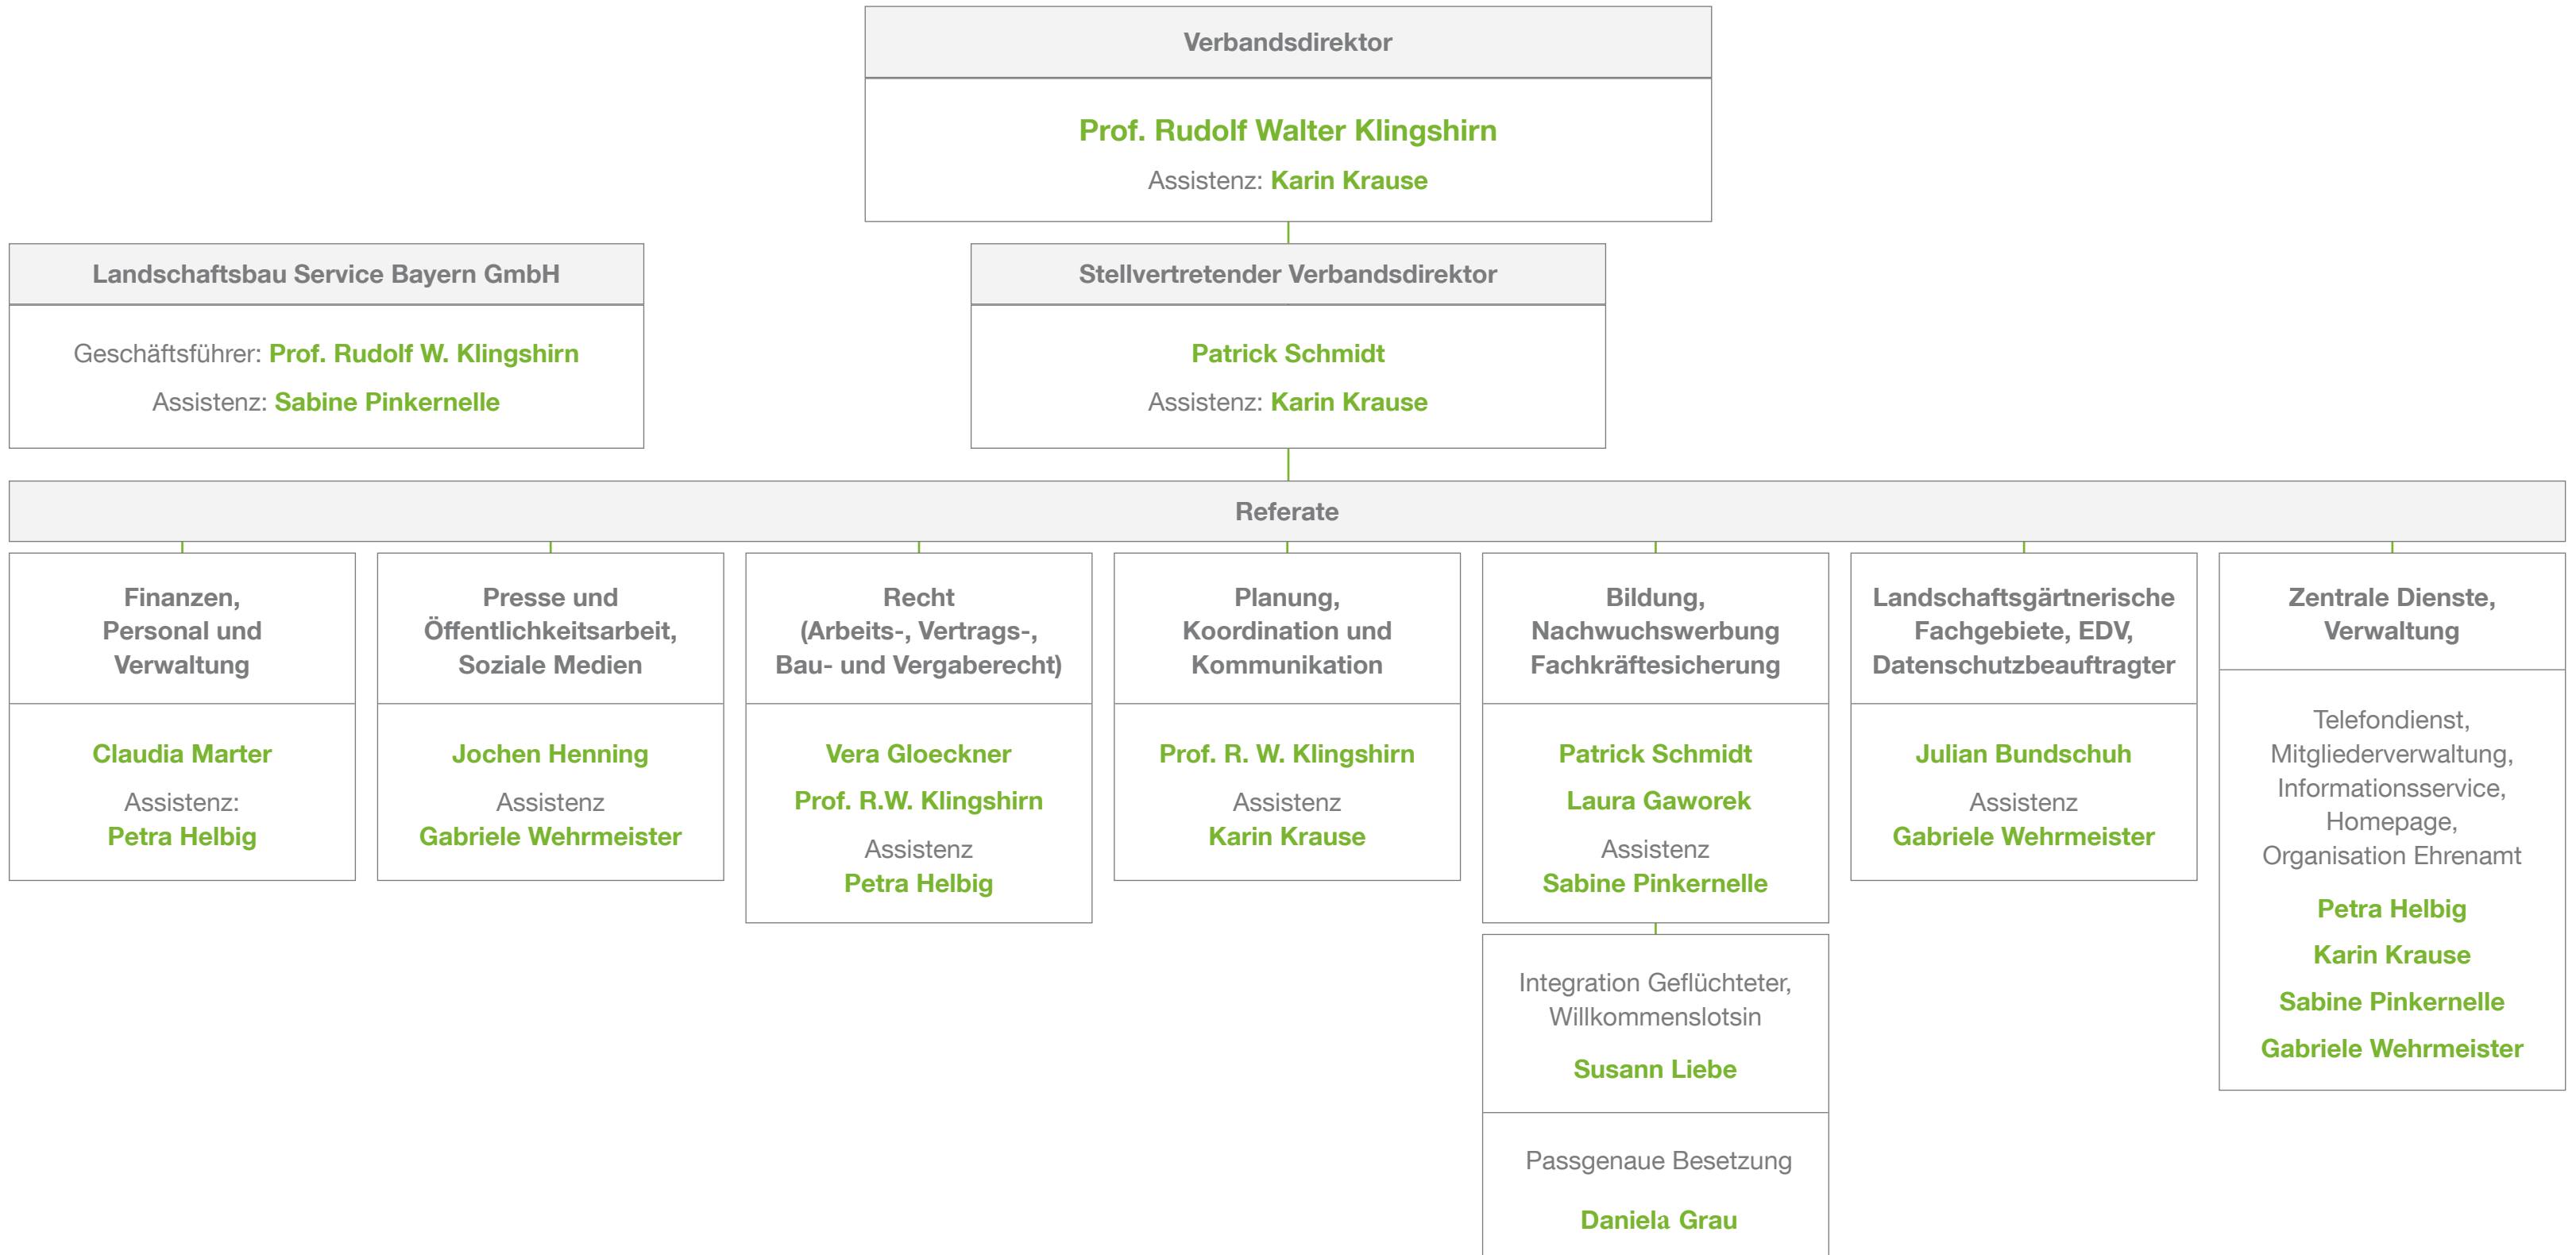 Verbandsdirektor
Prof. Rudolf Walter Klingshirn
Assistenz: Karin Krause
Landschaftsbau Service Bayern GmbH
Geschäftsführer: Prof. Rudolf W. Klingshirn
Assistenz: Sabine Pinkernelle
Stellvertretender Verbandsdirektor
Patrick Schmidt
Assistenz: Karin Krause
Referate
Finanzen,
Personal und
Verwaltung
Claudia Marter
Assistenz:
Petra Helbig
Presse und
Öffentlichkeitsarbeit,
Soziale Medien
Jochen Henning
Assistenz
Gabriele Wehrmeister
Recht
(Arbeits-, Vertrags-,
Bau- und Vergaberecht)
Vera Gloeckner
Prof. R.W. Klingshirn
Assistenz
Petra Helbig
Planung,
Koordination und
Kommunikation
Prof. R. W. Klingshirn
Assistenz
Karin Krause
Bildung,
Nachwuchswerbung
Fachkräftesicherung
Patrick Schmidt
Laura Gaworek
Assistenz
Sabine Pinkernelle
Integration Geflüchteter,
Willkommenslotsin
Susann Liebe
Passgenaue Besetzung
Daniela Grau
Landschaftsgärtnerische
Fachgebiete, EDV,
Datenschutzbeauftragter
Julian Bundschuh
Assistenz
Gabriele Wehrmeister
Zentrale Dienste,
Verwaltung
Telefondienst,
Mitgliederverwaltung,
Informationsservice,
Homepage,
Organisation Ehrenamt
Petra Helbig
Karin Krause
Sabine Pinkernelle
Gabriele Wehrmeister